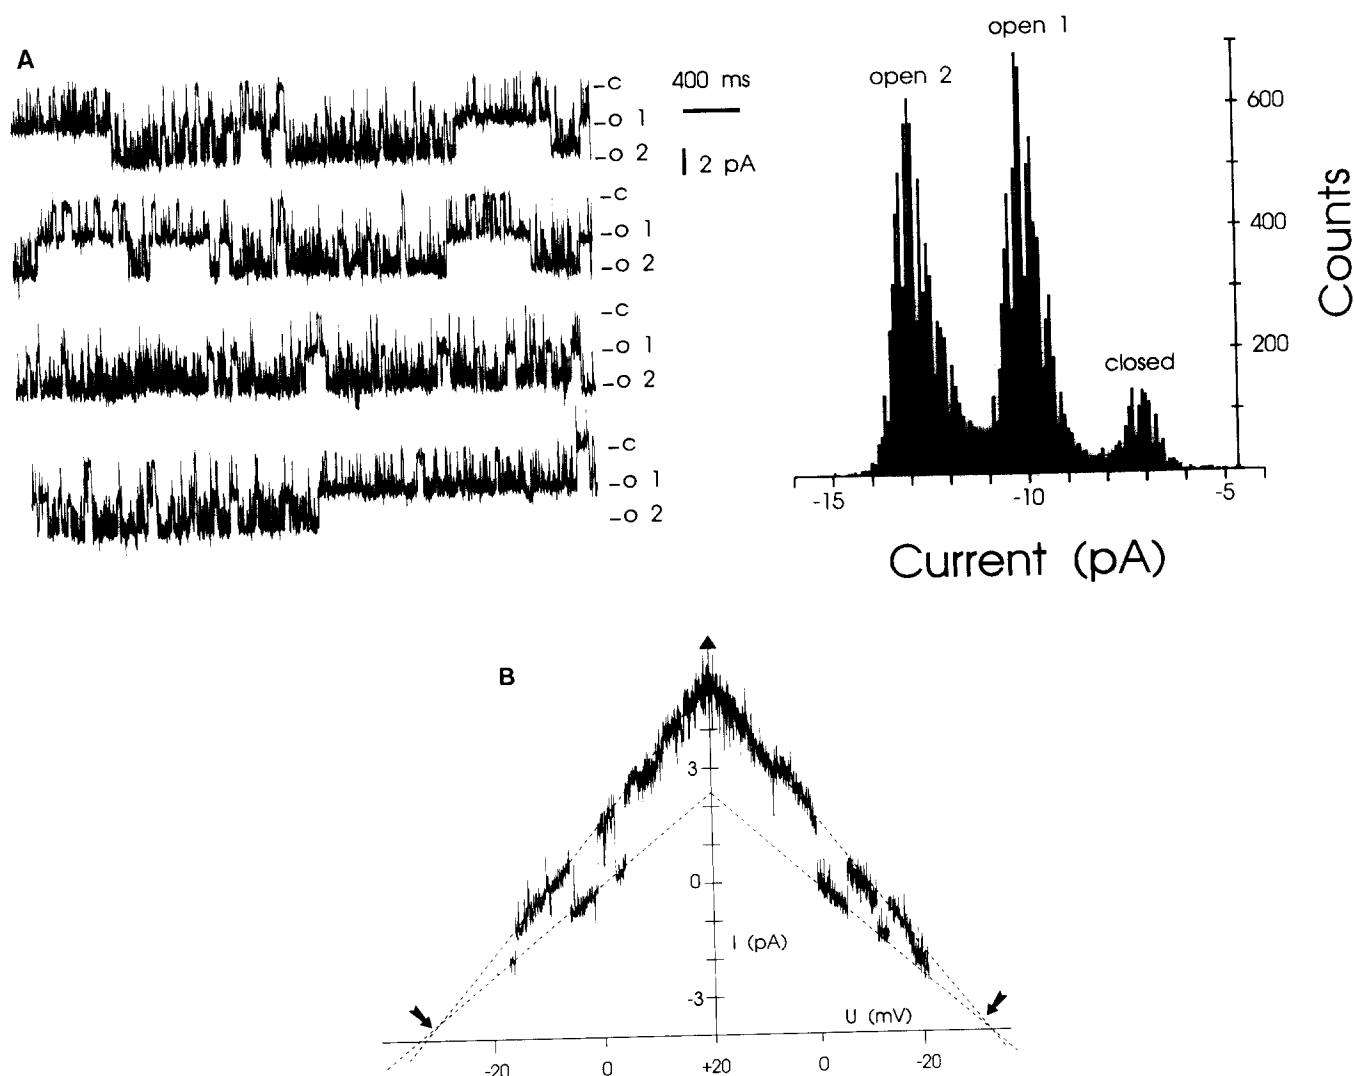 A
–c
–o 1
–o 2
–c
–o 1
–o 2
–c
–o 1
–o 2
–c
–o 1
–o 2
400 ms
2 pA
open 1
open 2
closed
600
400
200
Counts
-15
-10
-5
Current (pA)
B
3
0
I (pA)
-3
U (mV)
-20
0
+20
0
-20